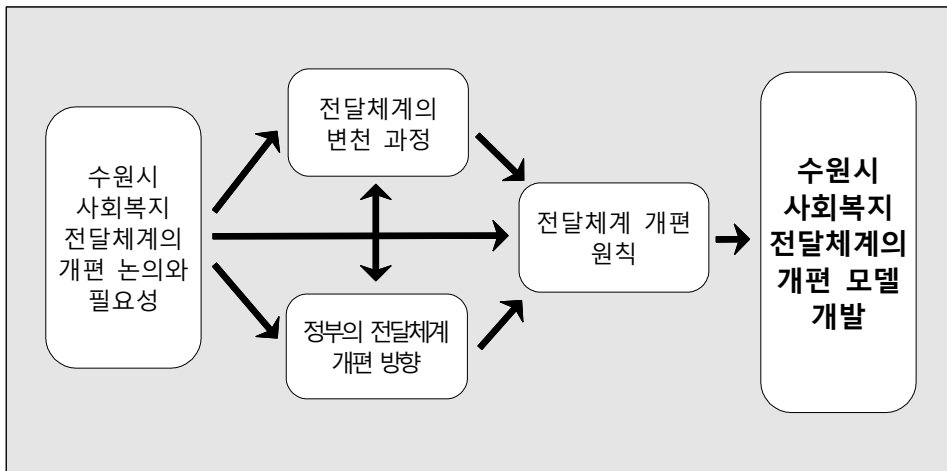 수원시
사회복지
전달체계의
개편 논의와
필요성
전달체계의
변천 과정
정부의 전달체계
개편 방향
전달체계 개편
원칙
수원시
사회복지
전달체계의
개편 모델
개발